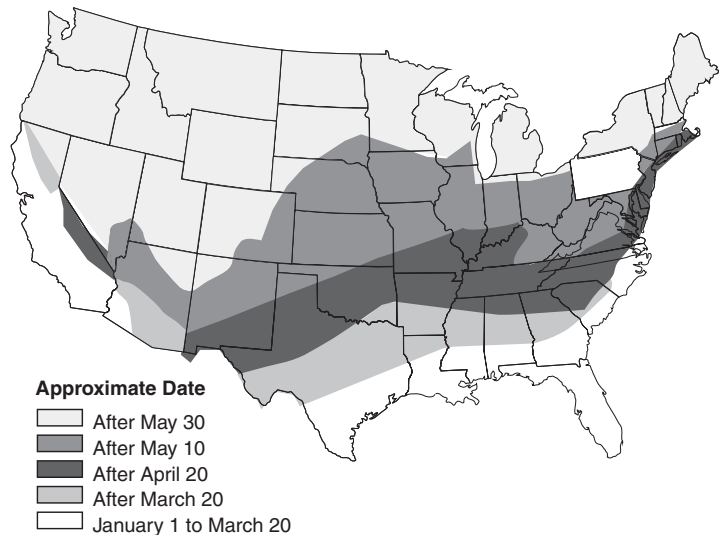 Approximate Date
After May 30
After May 10
After April 20
After March 20
January 1 to March 20